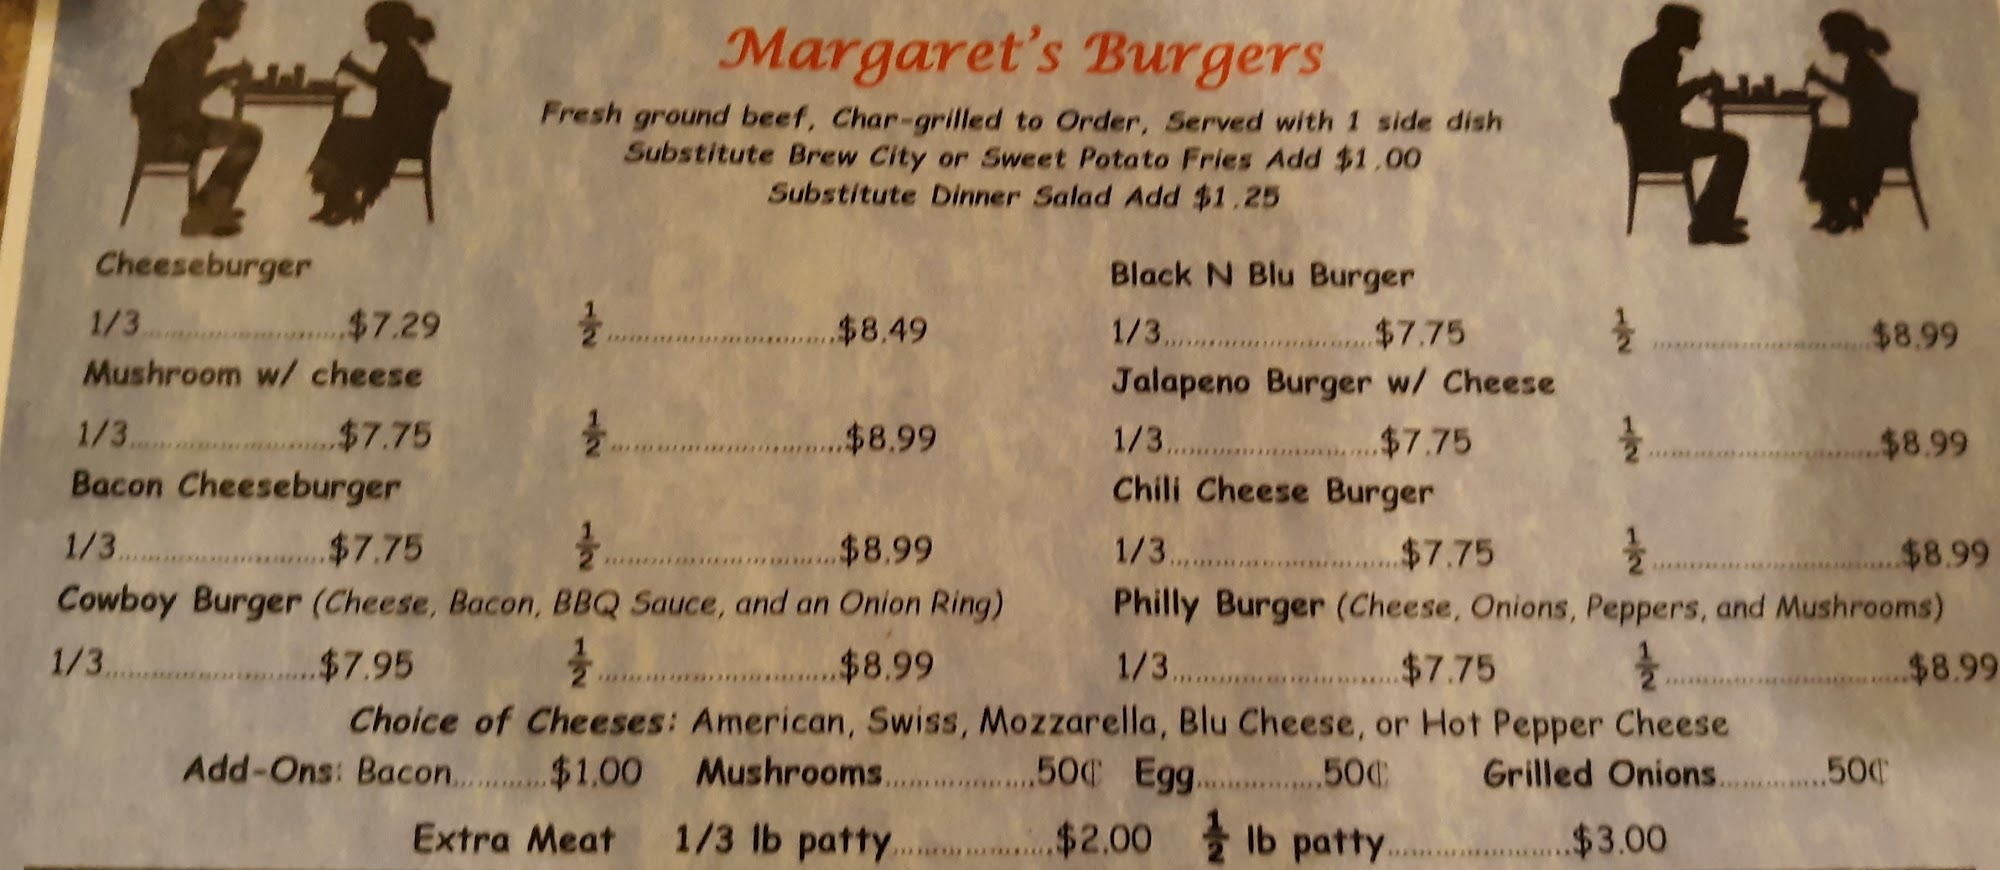 Margaret's Burgers
Fresh ground beef, Char-grilled to Order, Served with 1 side dish
Substitute Brew City or Sweet Potato Fries Add $1.00
Substitute Dinner Salad Add $1.25
Cheeseburger
1/3........................$7.29 ½............................$8.49
Mushroom w/ cheese
1/3........................$7.75 ½............................$8.99
Bacon Cheeseburger
1/3........................$7.75 ½............................$8.99
Cowboy Burger (Cheese, Bacon, BBQ Sauce, and an Onion Ring)
1/3........................$7.95 ½............................$8.99
Black N Blu Burger
1/3........................$7.75 ½ ..........................$8.99
Jalapeno Burger w/ Cheese
1/3........................$7.75 ½............................$8.99
Chili Cheese Burger
1/3...........................$7.75 ½.............................$8.99
Philly Burger (Cheese, Onions, Peppers, and Mushrooms)
1/3...........................$7.75 ½.............................$8.99
Choice of Cheeses: American, Swiss, Mozzarella, Blu Cheese, or Hot Pepper Cheese
Add-Ons: Bacon...........$1.00 Mushrooms..................50₵ Egg...............50₵ Grilled Onions.............50₵
Extra Meat 1/3 lb patty...................$2.00 ½ lb patty......................$3.00